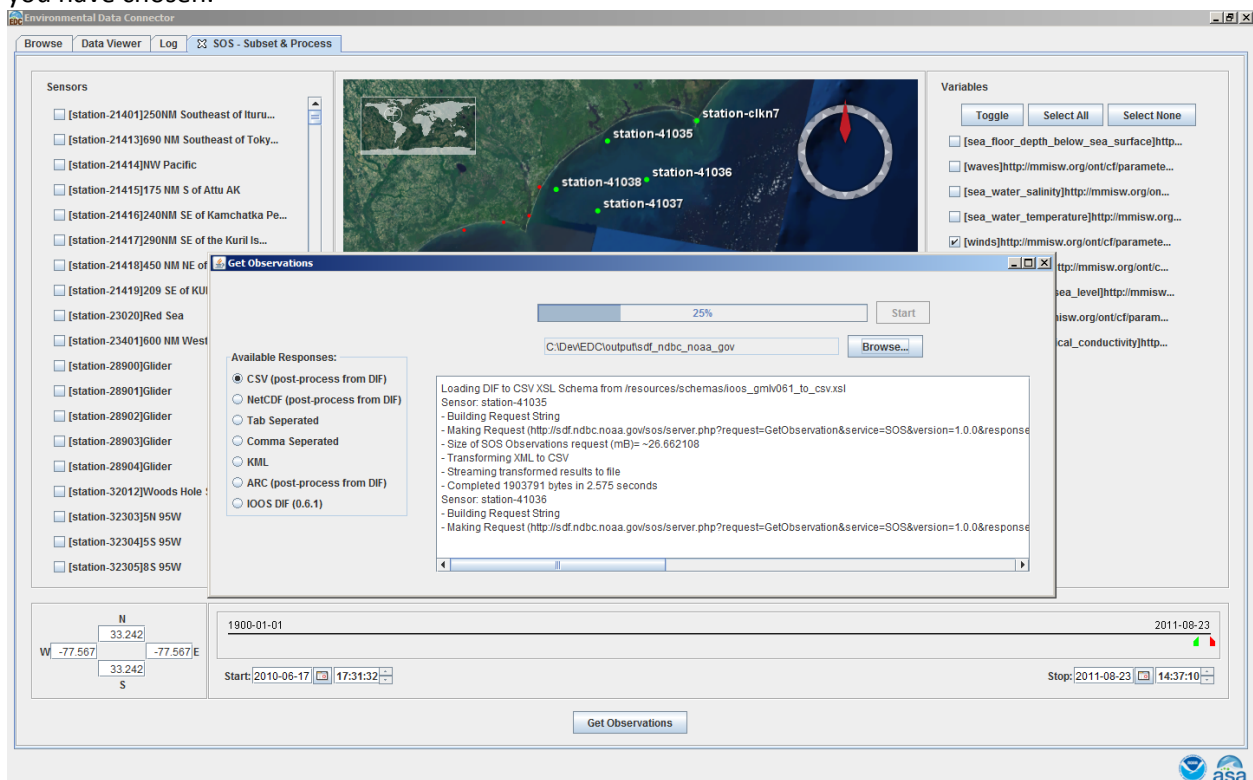 you have chosen.
EDC Environmental Data Connector
Browse Data Viewer Log SOS - Subset & Process
Sensors
[station-21401]250NM Southeast of Ituru...
[station-21413]690 NM Southeast of Toky...
[station-21414]NW Pacific
[station-21415]175 NM S of Attu AK
[station-21416]240NM SE of Kamchatka Pe...
[station-21417]290NM SE of the Kuril Is...
[station-21418]450 NM NE of
[station-21419]209 SE of KU
[station-23020]Red Sea
[station-23401]600 NM West
[station-28900]Glider
[station-28901]Glider
[station-28902]Glider
[station-28903]Glider
[station-28904]Glider
[station-32012]Woods Hole
[station-32303]5N 95W
[station-32304]5S 95W
[station-32305]8S 95W
station-clkn7
station-41035
station-41036
station-41038
station-41037
Variables
Toggle Select All Select None
[sea_floor_depth_below_sea_surface]http...
[waves]http://mmisw.org/ont/cf/paramete...
[sea_water_salinity]http://mmisw.org/on...
[sea_water_temperature]http://mmisw.org...
[winds]http://mmisw.org/ont/cf/paramete...
ttp://mmisw.org/ont/c...
sea_level]http://mmisw...
isw.org/ont/cf/param...
cal_conductivity]http...
Get Observations
25% Start
C:\Dev\EDC\output\sdf_ndbc_noaa_gov Browse...
Available Responses:
CSV (post-process from DIF)
NetCDF (post-process from DIF)
Tab Seperated
Comma Seperated
KML
ARC (post-process from DIF)
IOOS DIF (0.6.1)
Loading DIF to CSV XSL Schema from /resources/schemas/ioos_gmlv061_to_csv.xsl
Sensor: station-41035
- Building Request String
- Making Request (http://sdf.ndbc.noaa.gov/sos/server.php?request=GetObservation&service=SOS&version=1.0.0&response
- Size of SOS Observations request (mB)= ~26.662108
- Transforming XML to CSV
- Streaming transformed results to file
- Completed 1903791 bytes in 2.575 seconds
Sensor: station-41036
- Building Request String
- Making Request (http://sdf.ndbc.noaa.gov/sos/server.php?request=GetObservation&service=SOS&version=1.0.0&response
N
33.242
W -77.567 -77.567 E
33.242
S
1900-01-01 2011-08-23
Start: 2010-06-17 17:31:32 Stop: 2011-08-23 14:37:10
Get Observations
asa